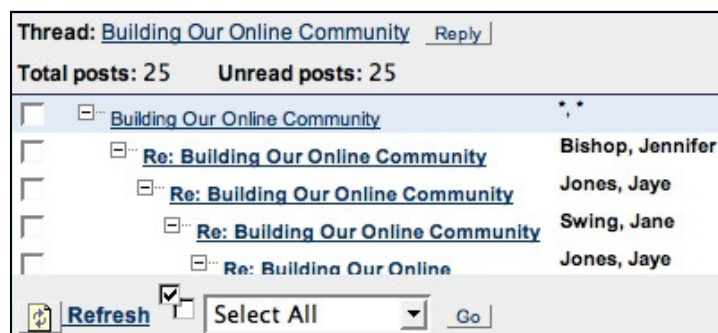 Thread: Building Our Online Community Reply
Total posts: 25 Unread posts: 25
Building Our Online Community *, *
Re: Building Our Online Community Bishop, Jennifer
Re: Building Our Online Community Jones, Jaye
Re: Building Our Online Community Swing, Jane
Re: Building Our Online Jones, Jaye
Refresh Select All Go